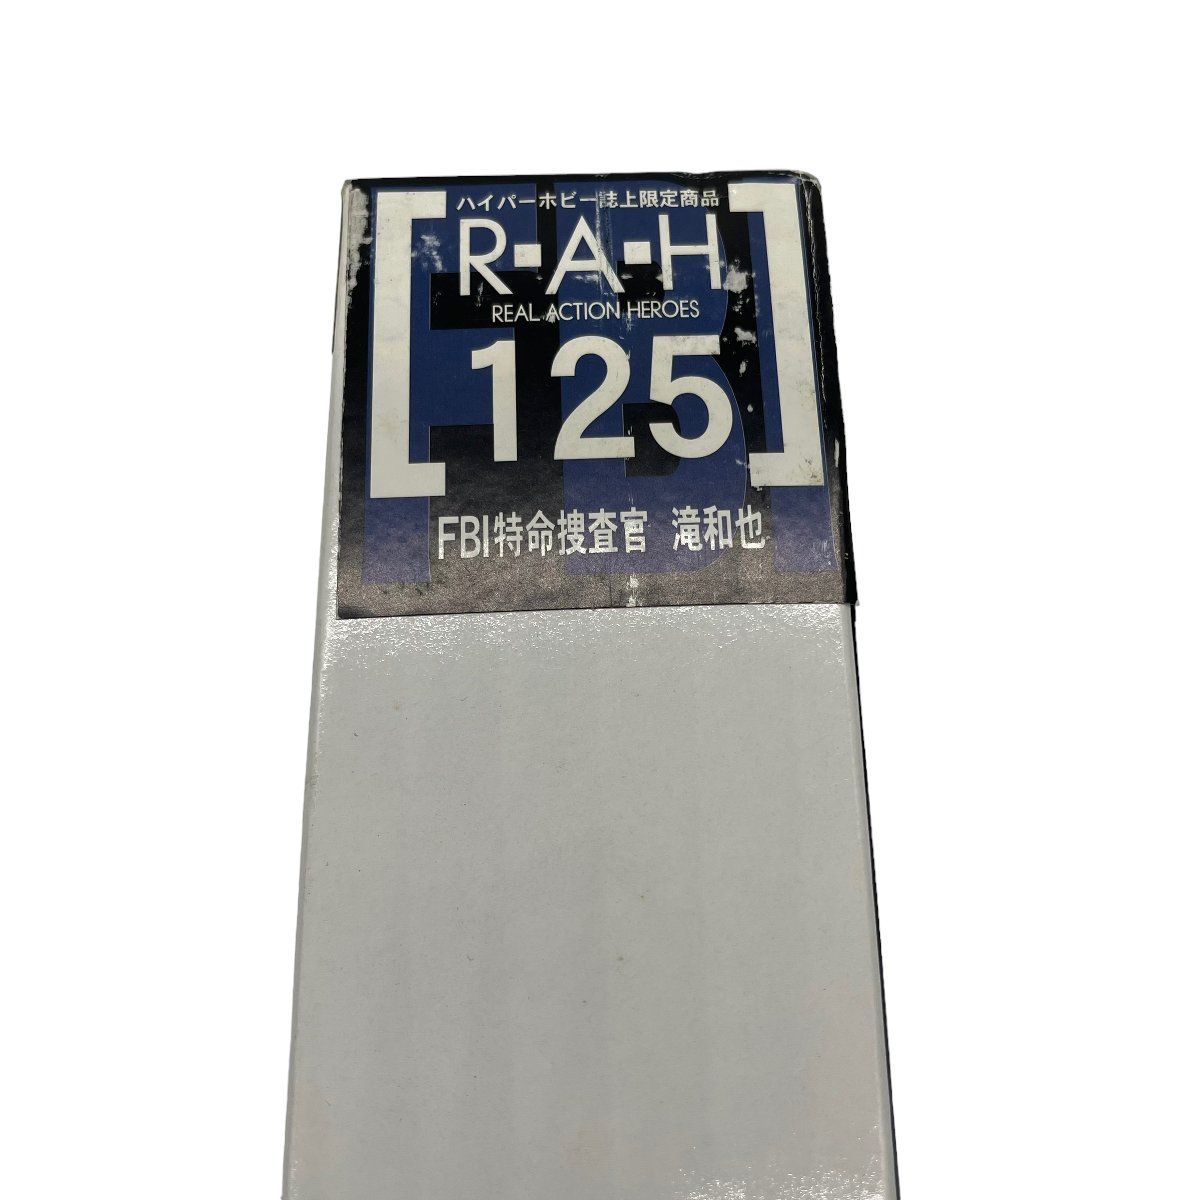 ハイパーホビー誌上限定商品
R・A・H
REAL ACTION HEROES
[125]
FBI特命捜査官 滝和也
FBI